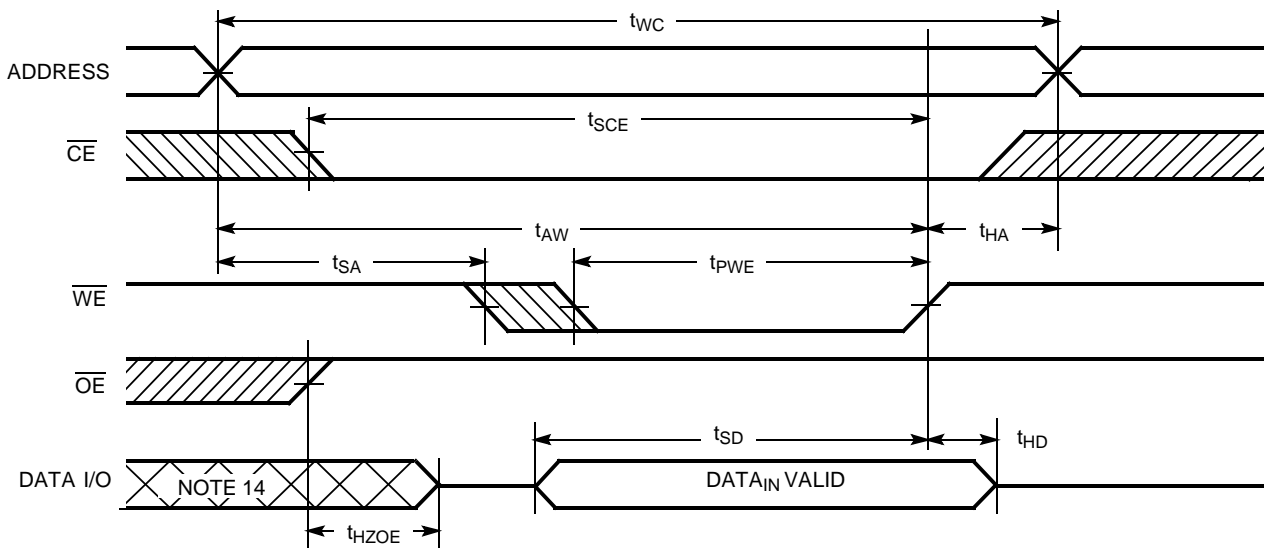 tWC
ADDRESS
tSCE
CE
tAW
tHA
tSA
tPWE
WE
OE
tSD
tHD
DATA I/O
NOTE 14
DATAIN VALID
tHZOE